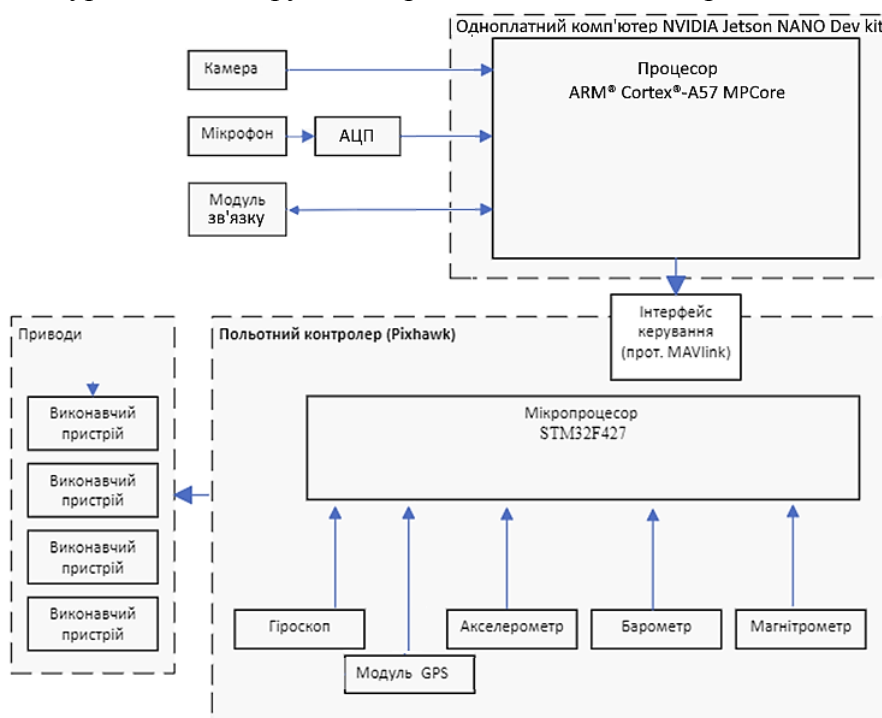 Одноплатний комп'ютер NVIDIA Jetson NANO Dev kit
Камера
Процесор
ARM® Cortex®-A57 MPCore
Мікрофон
АЦП
Модуль
зв'язку
Інтерфейс
керування
(прот. MAVlink)
Приводи
Польотний контролер (Pixhawk)
Виконавчий
пристрій
Виконавчий
пристрій
Виконавчий
пристрій
Виконавчий
пристрій
Мікропроцесор
STM32F427
Гіроскоп
Акселерометр
Барометр
Магнітрометр
Модуль GPS